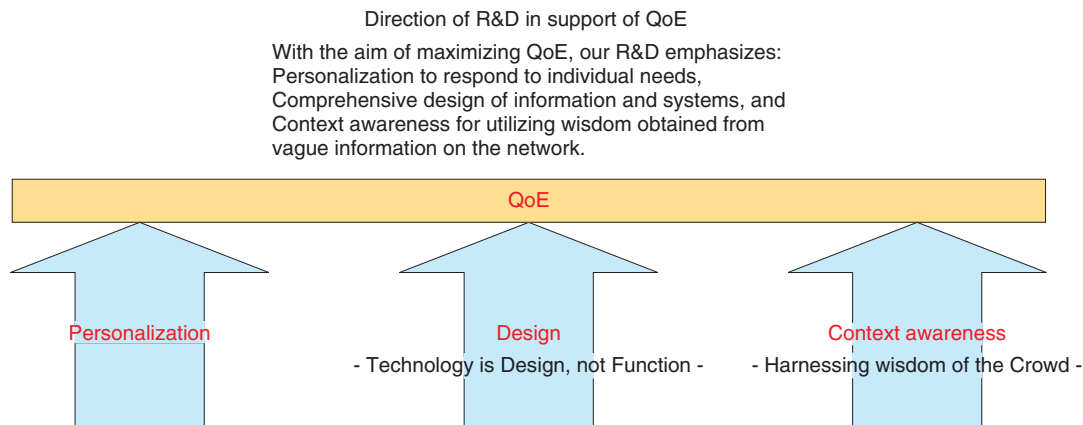 Direction of R&D in support of QoE
With the aim of maximizing QoE, our R&D emphasizes:
Personalization to respond to individual needs,
Comprehensive design of information and systems, and
Context awareness for utilizing wisdom obtained from
vague information on the network.
QoE
Personalization
Design
- Technology is Design, not Function -
Context awareness
- Harnessing wisdom of the Crowd -